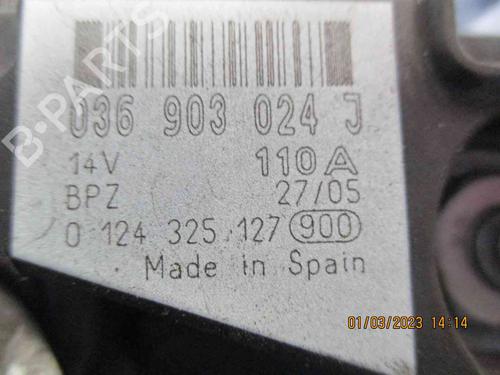 B-PARTS
036 903 024 J
14V 110A
BPZ 27/05
0 124 325 127 900
Made in Spain
01/03/2023 14:14